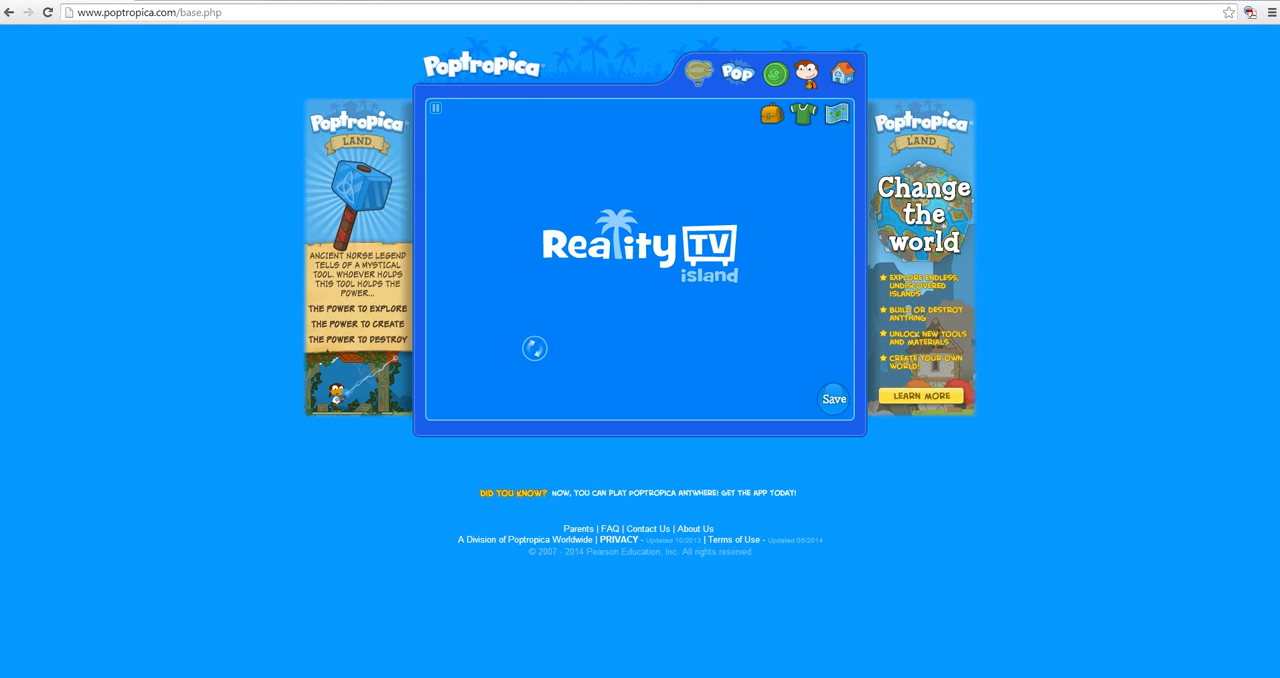 www.poptropica.com/base.php
Poptropica
POP
Poptropica
LAND
ANCIENT NORSE LEGEND
TELLS OF A MYSTICAL
TOOL. WHOEVER HOLDS
THIS TOOL HOLDS THE
POWER...
THE POWER TO EXPLORE
THE POWER TO CREATE
THE POWER TO DESTROY
Reality TV
island
Save
Poptropica
LAND
Change
the
world
EXPLORE ENDLESS,
UNDISCOVERED
ISLANDS
BUILD OR DESTROY
ANYTHING
UNLOCK NEW TOOLS
AND MATERIALS
CREATE YOUR OWN
WORLD!
LEARN MORE
DID YOU KNOW? NOW, YOU CAN PLAY POPTROPICA ANYWHERE! GET THE APP TODAY!
Parents | FAQ | Contact Us | About Us
A Division of Poptropica Worldwide | PRIVACY - Updated 10/2013 | Terms of Use - Updated 05/2014
© 2007 - 2014 Pearson Education, Inc. All rights reserved